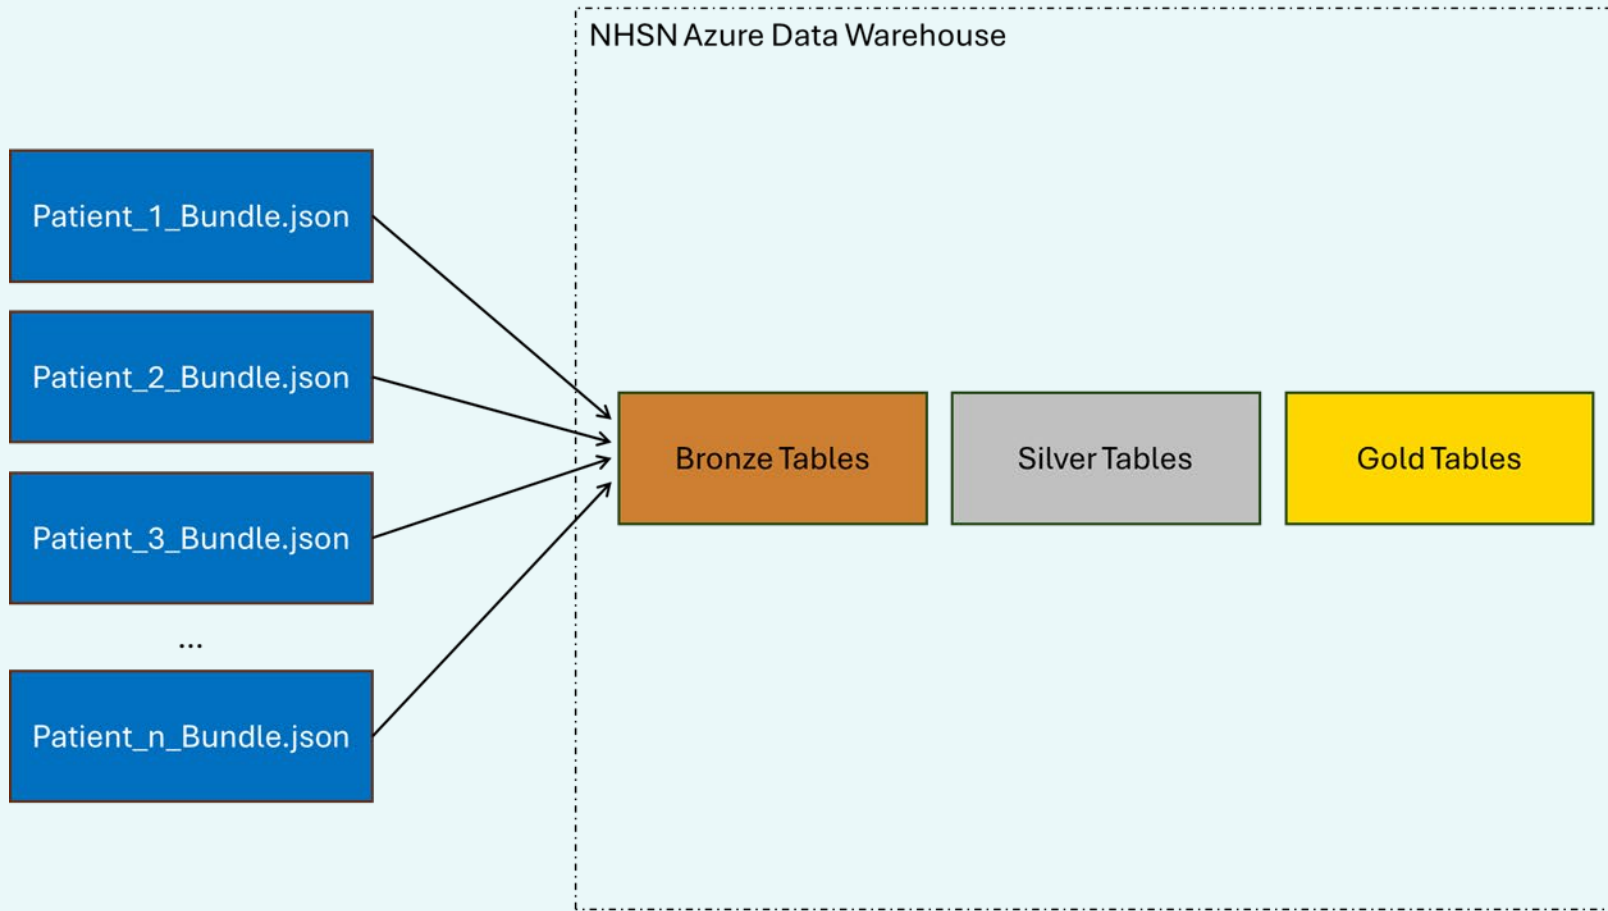 NHSN Azure Data Warehouse
Patient_1_Bundle.json
Patient_2_Bundle.json
Patient_3_Bundle.json
...
Patient_n_Bundle.json
Bronze Tables
Silver Tables
Gold Tables